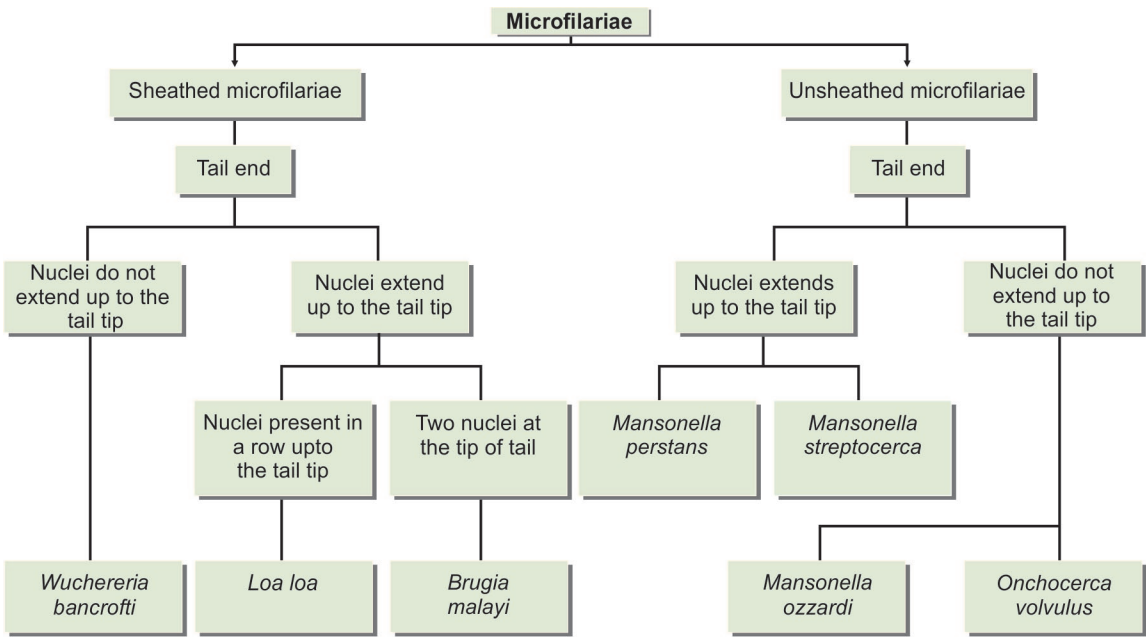 Microfilariae
Sheathed microfilariae
Unsheathed microfilariae
Tail end
Tail end
Nuclei do not
extend up to the
tail tip
Nuclei extend
up to the tail tip
Nuclei extends
up to the tail tip
Nuclei do not
extend up to
the tail tip
Nuclei present in
a row upto
the tail tip
Two nuclei at
the tip of tail
Mansonella
perstans
Mansonella
streptocerca
Wuchereria
bancrofti
Loa loa
Brugia
malayi
Mansonella
ozzardi
Onchocerca
volvulus